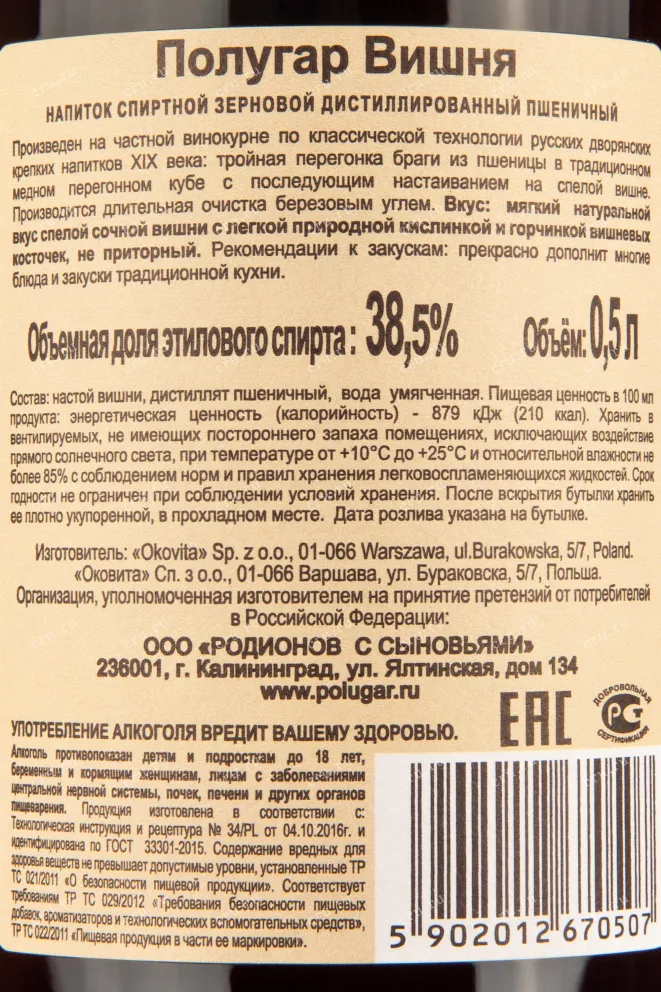 Полугар Вишня
НАПИТОК СПИРТНОЙ ЗЕРНОВОЙ ДИСТИЛЛИРОВАННЫЙ ПШЕНИЧНЫЙ
Произведен на частной винокурне по классической технологии русских дворянских
крепких напитков XIX века: тройная перегонка браги из пшеницы в традиционном
медном перегонном кубе с последующим настаиванием на спелой вишне.
Производится длительная очистка березовым углем. Вкус: мягкий натуральной
вкус спелой сочной вишни с легкой природной кислинкой и горчинкой вишневых
косточек, не приторный. Рекомендации к закускам: прекрасно дополнит многие
блюда и закуски традиционной кухни.
Объемная доля этилового спирта: 38,5% Объём: 0,5 л
Состав: настой вишни, дистиллят пшеничный, вода умягченная. Пищевая ценность в 100 мл
продукта: энергетическая ценность (калорийность) - 879 кДж (210 ккал). Хранить в
вентилируемых, не имеющих постороннего запаха помещениях, исключающих воздействие
прямого солнечного света, при температуре от +10°С до +25°С и относительной влажности не
более 85% с соблюдением норм и правил хранения легковоспламеняющихся жидкостей. Срок
годности не ограничен при соблюдении условий хранения. После вскрытия бутылки хранить
ее плотно укупоренной, в прохладном месте. Дата розлива указана на бутылке.
Изготовитель: «Okovita» Sp. z o.o., 01-066 Warszawa, ul.Burakowska, 5/7, Poland.
«Оковита» Сп. з о.о., 01-066 Варшава, ул. Бураковска, 5/7, Польша.
Организация, уполномоченная изготовителем на принятие претензий от потребителей
в Российской Федерации:
ООО «РОДИОНОВ С СЫНОВЬЯМИ»
236001, г. Калининград, ул. Ялтинская, дом 134
www.polugar.ru
EAC
ДОБРОВОЛЬНАЯ
РСТ
СЕРТИФИКАЦИЯ
УПОТРЕБЛЕНИЕ АЛКОГОЛЯ ВРЕДИТ ВАШЕМУ ЗДОРОВЬЮ.
Алкоголь противопоказан детям и подросткам до 18 лет,
беременным и кормящим женщинам, лицам с заболеваниями
центральной нервной системы, почек, печени и других органов
пищеварения. Продукция изготовлена в соответствии с:
Технологическая инструкция и рецептура № 34/PL от 04.10.2016г. и
идентифицирована по ГОСТ 33301-2015. Содержание вредных для
здоровья веществ не превышает допустимые уровни, установленные ТР
ТС 021/2011 «О безопасности пищевой продукции». Соответствует
требованиям ТР ТС 029/2012 «Требования безопасности пищевых
добавок, ароматизаторов и технологических вспомогательных средств»,
ТР ТС 022/2011 «Пищевая продукция в части ее маркировки».
5 902012 670507